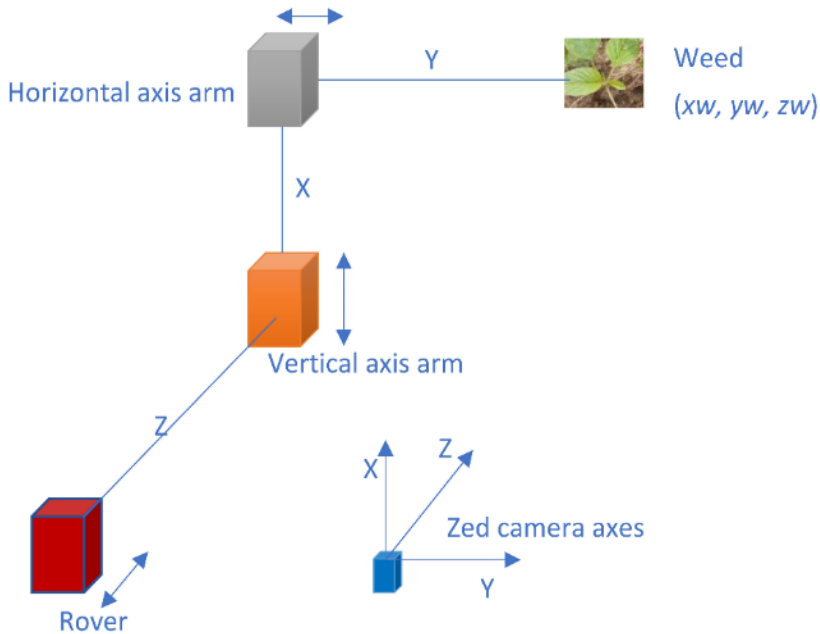 Y
Weed
Horizontal axis arm
(xw, yw, zw)
X
Vertical axis arm
Z
Z
X
Zed camera axes
Y
Rover